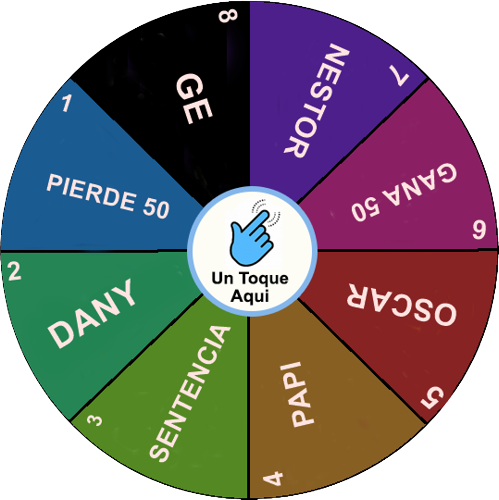 1
PIERDE 50
2
DANY
3
SENTENCIA
4
PAPI
5
OSCAR
6
GANA 50
7
NESTOR
8
GE
Un Toque
Aqui